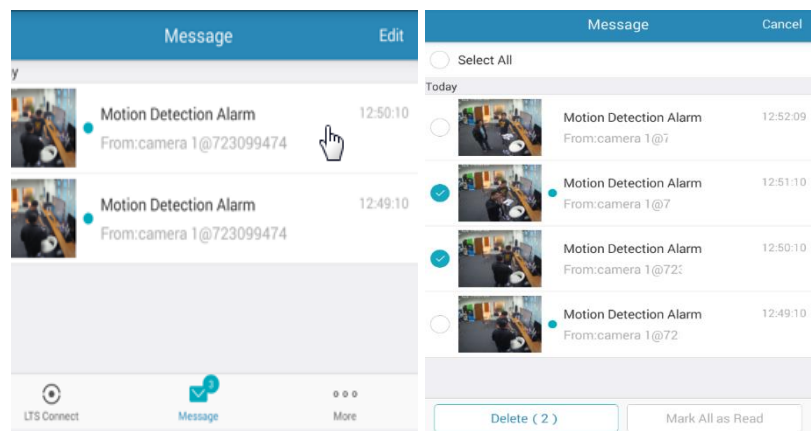 Message
Edit
y
Motion Detection Alarm
12:50:10
From:camera 1@723099474
Motion Detection Alarm
12:49:10
From:camera 1@723099474
3
LTS Connect
Message
More
Message
Cancel
Select All
Today
Motion Detection Alarm
12:52:09
From:camera 1@7
Motion Detection Alarm
12:51:10
From:camera 1@7
Motion Detection Alarm
12:50:10
From:camera 1@72
Motion Detection Alarm
12:49:10
From:camera 1@72
Delete ( 2 )
Mark All as Read